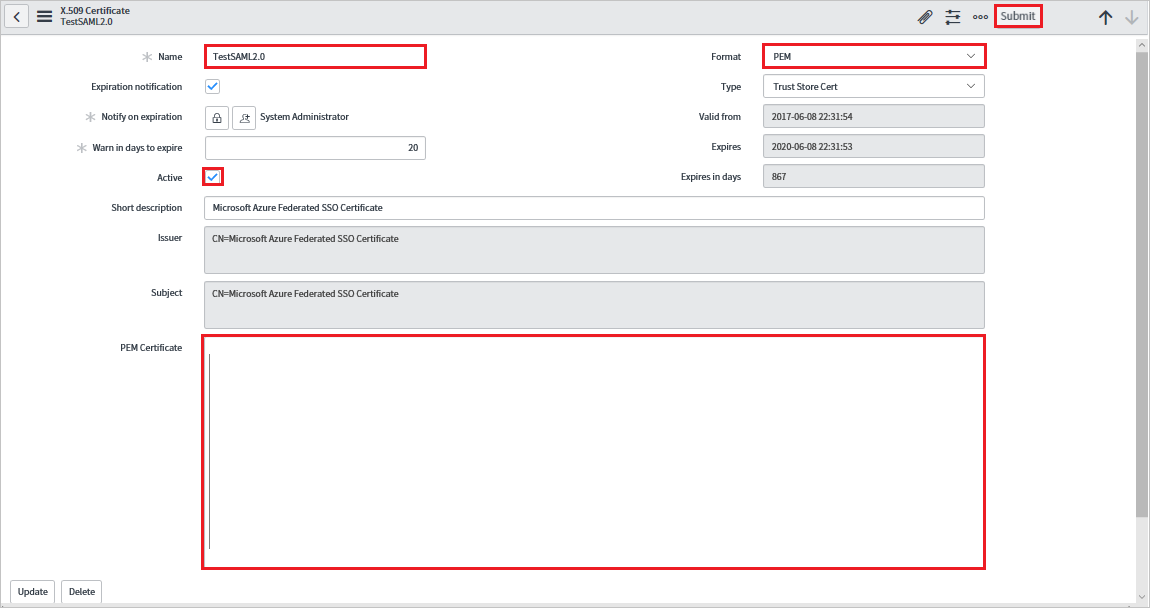 X.509 Certificate
TestSAML2.0
Submit
Name
TestSAML2.0
Format
PEM
Expiration notification
Type
Trust Store Cert
Notify on expiration
System Administrator
Valid from
2017-06-08 22:31:54
Warn in days to expire
20
Expires
2020-06-08 22:31:53
Active
Expires in days
867
Short description
Microsoft Azure Federated SSO Certificate
Issuer
CN=Microsoft Azure Federated SSO Certificate
Subject
CN=Microsoft Azure Federated SSO Certificate
PEM Certificate
Update
Delete